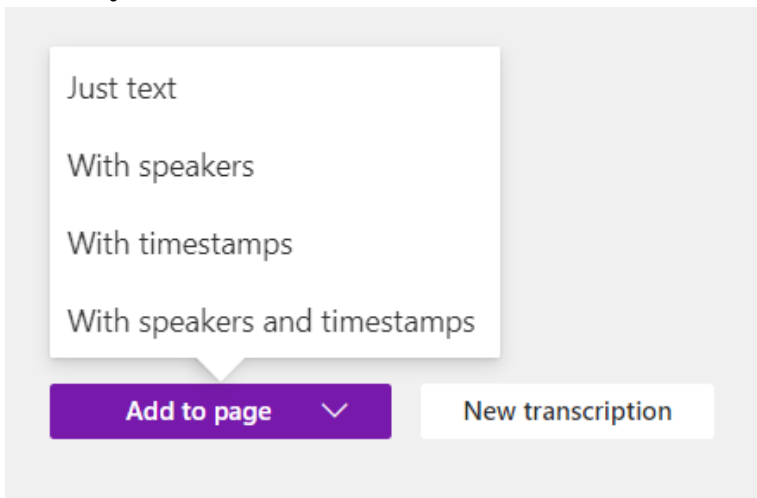 Just text
With speakers
With timestamps
With speakers and timestamps
Add to page
New transcription